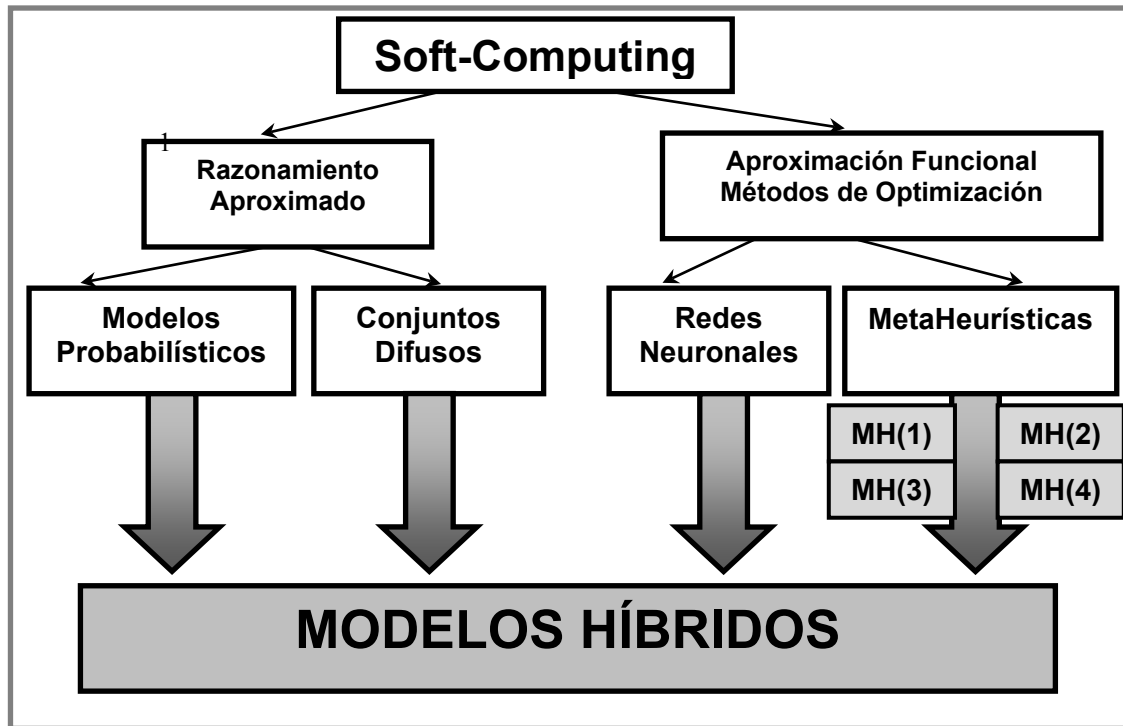 Soft-Computing
1
Razonamiento
Aproximado
Aproximación Funcional
Métodos de Optimización
Modelos
Probabilísticos
Conjuntos
Difusos
Redes
Neuronales
MetaHeurísticas
MH(1)
MH(2)
MH(3)
MH(4)
MODELOS HÍBRIDOS